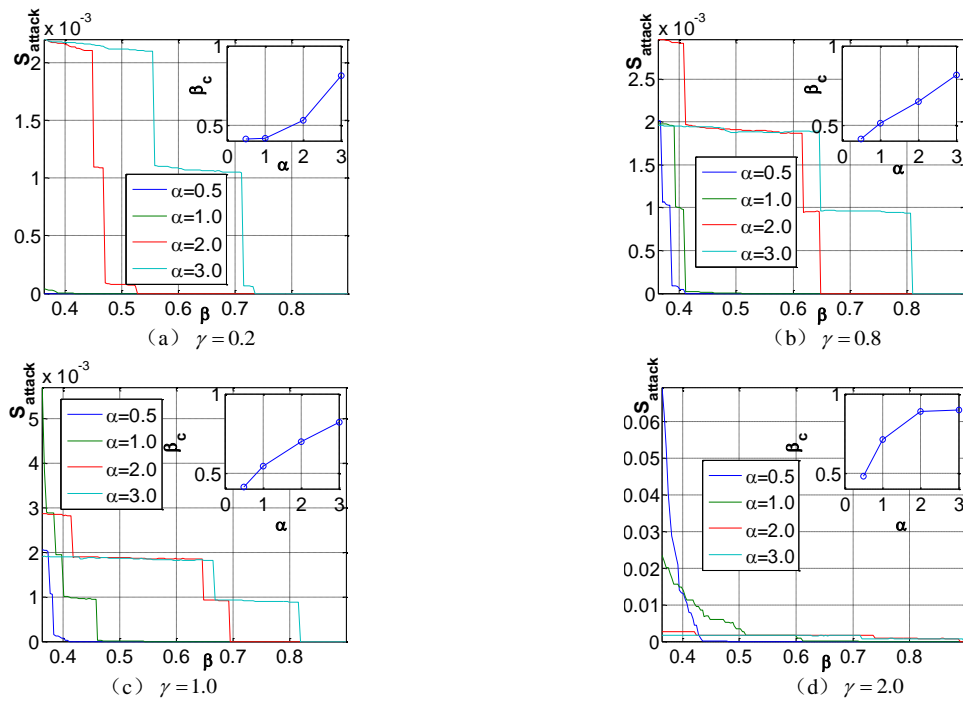 x 10⁻³
S_attack
2
1.5
1
0.5
0
0.4 0.5 0.6 0.7 0.8
β
1
0.5
β_c
0 1 2 3
α
α=0.5
α=1.0
α=2.0
α=3.0
(a) γ = 0.2
x 10⁻³
S_attack
2.5
2
1.5
1
0.5
0
0.4 0.5 0.6 0.7 0.8
β
1
0.5
β_c
0 1 2 3
α
α=0.5
α=1.0
α=2.0
α=3.0
(b) γ = 0.8
x 10⁻³
S_attack
5
4
3
2
1
0
0.4 0.5 0.6 0.7 0.8
β
1
0.5
β_c
0 1 2 3
α
α=0.5
α=1.0
α=2.0
α=3.0
(c) γ = 1.0
S_attack
0.06
0.05
0.04
0.03
0.02
0.01
0
0.4 0.5 0.6 0.7 0.8
β
1
0.5
β_c
0 1 2 3
α
α=0.5
α=1.0
α=2.0
α=3.0
(d) γ = 2.0